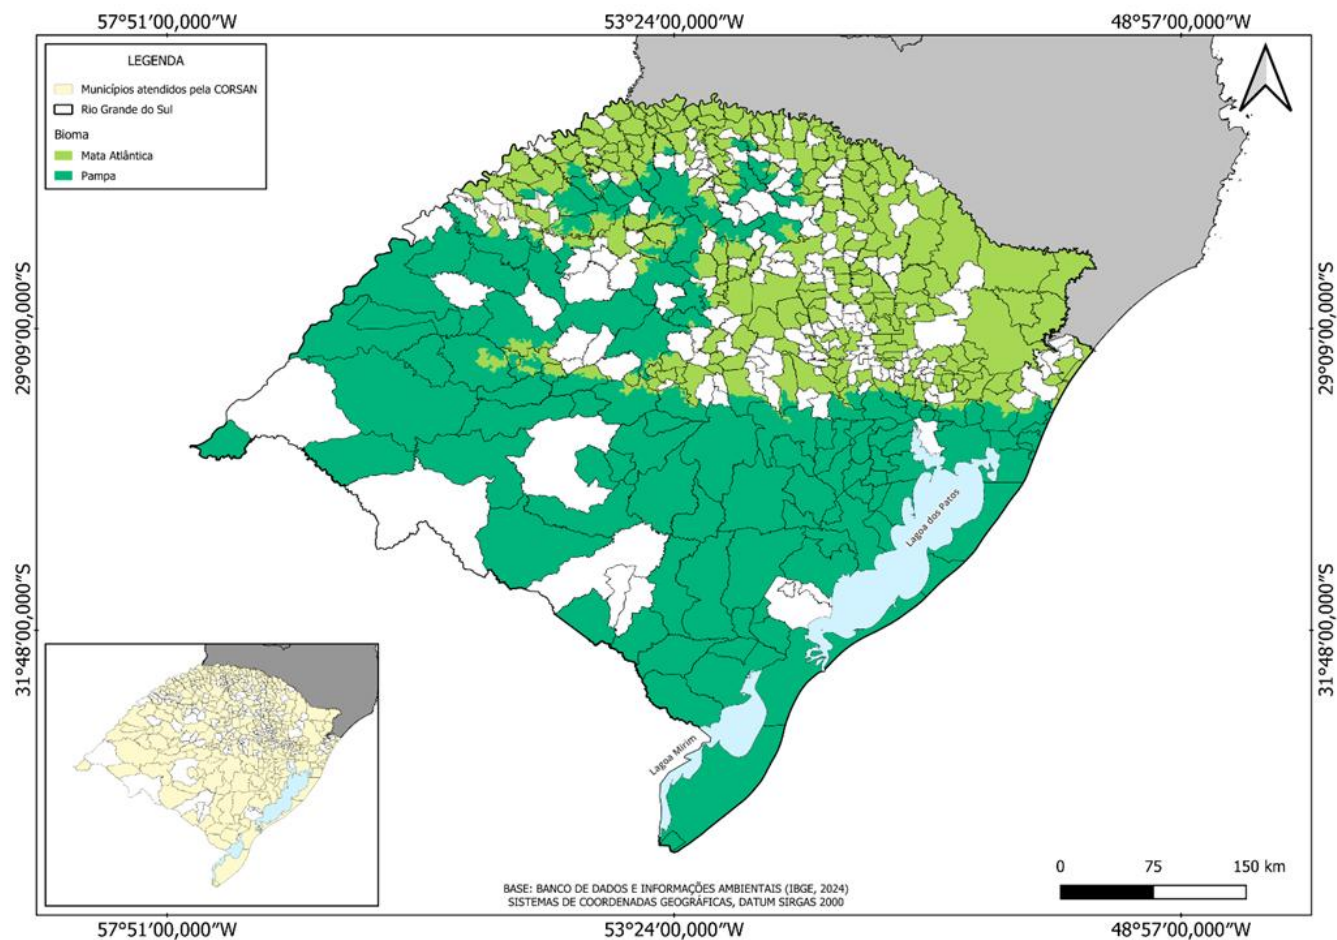 57°51′00,000″W
53°24′00,000″W
48°57′00,000″W
LEGENDA
Municípios atendidos pela CORSAN
Rio Grande do Sul
Bioma
Mata Atlântica
Pampa
29°09′00,000″S
29°09′00,000″S
Lagoa dos Patos
31°48′00,000″S
31°48′00,000″S
Lagoa Mirim
0 75 150 km
BASE: BANCO DE DADOS E INFORMAÇÕES AMBIENTAIS (IBGE, 2024)
SISTEMAS DE COORDENADAS GEOGRÁFICAS, DATUM SIRGAS 2000
57°51′00,000″W
53°24′00,000″W
48°57′00,000″W